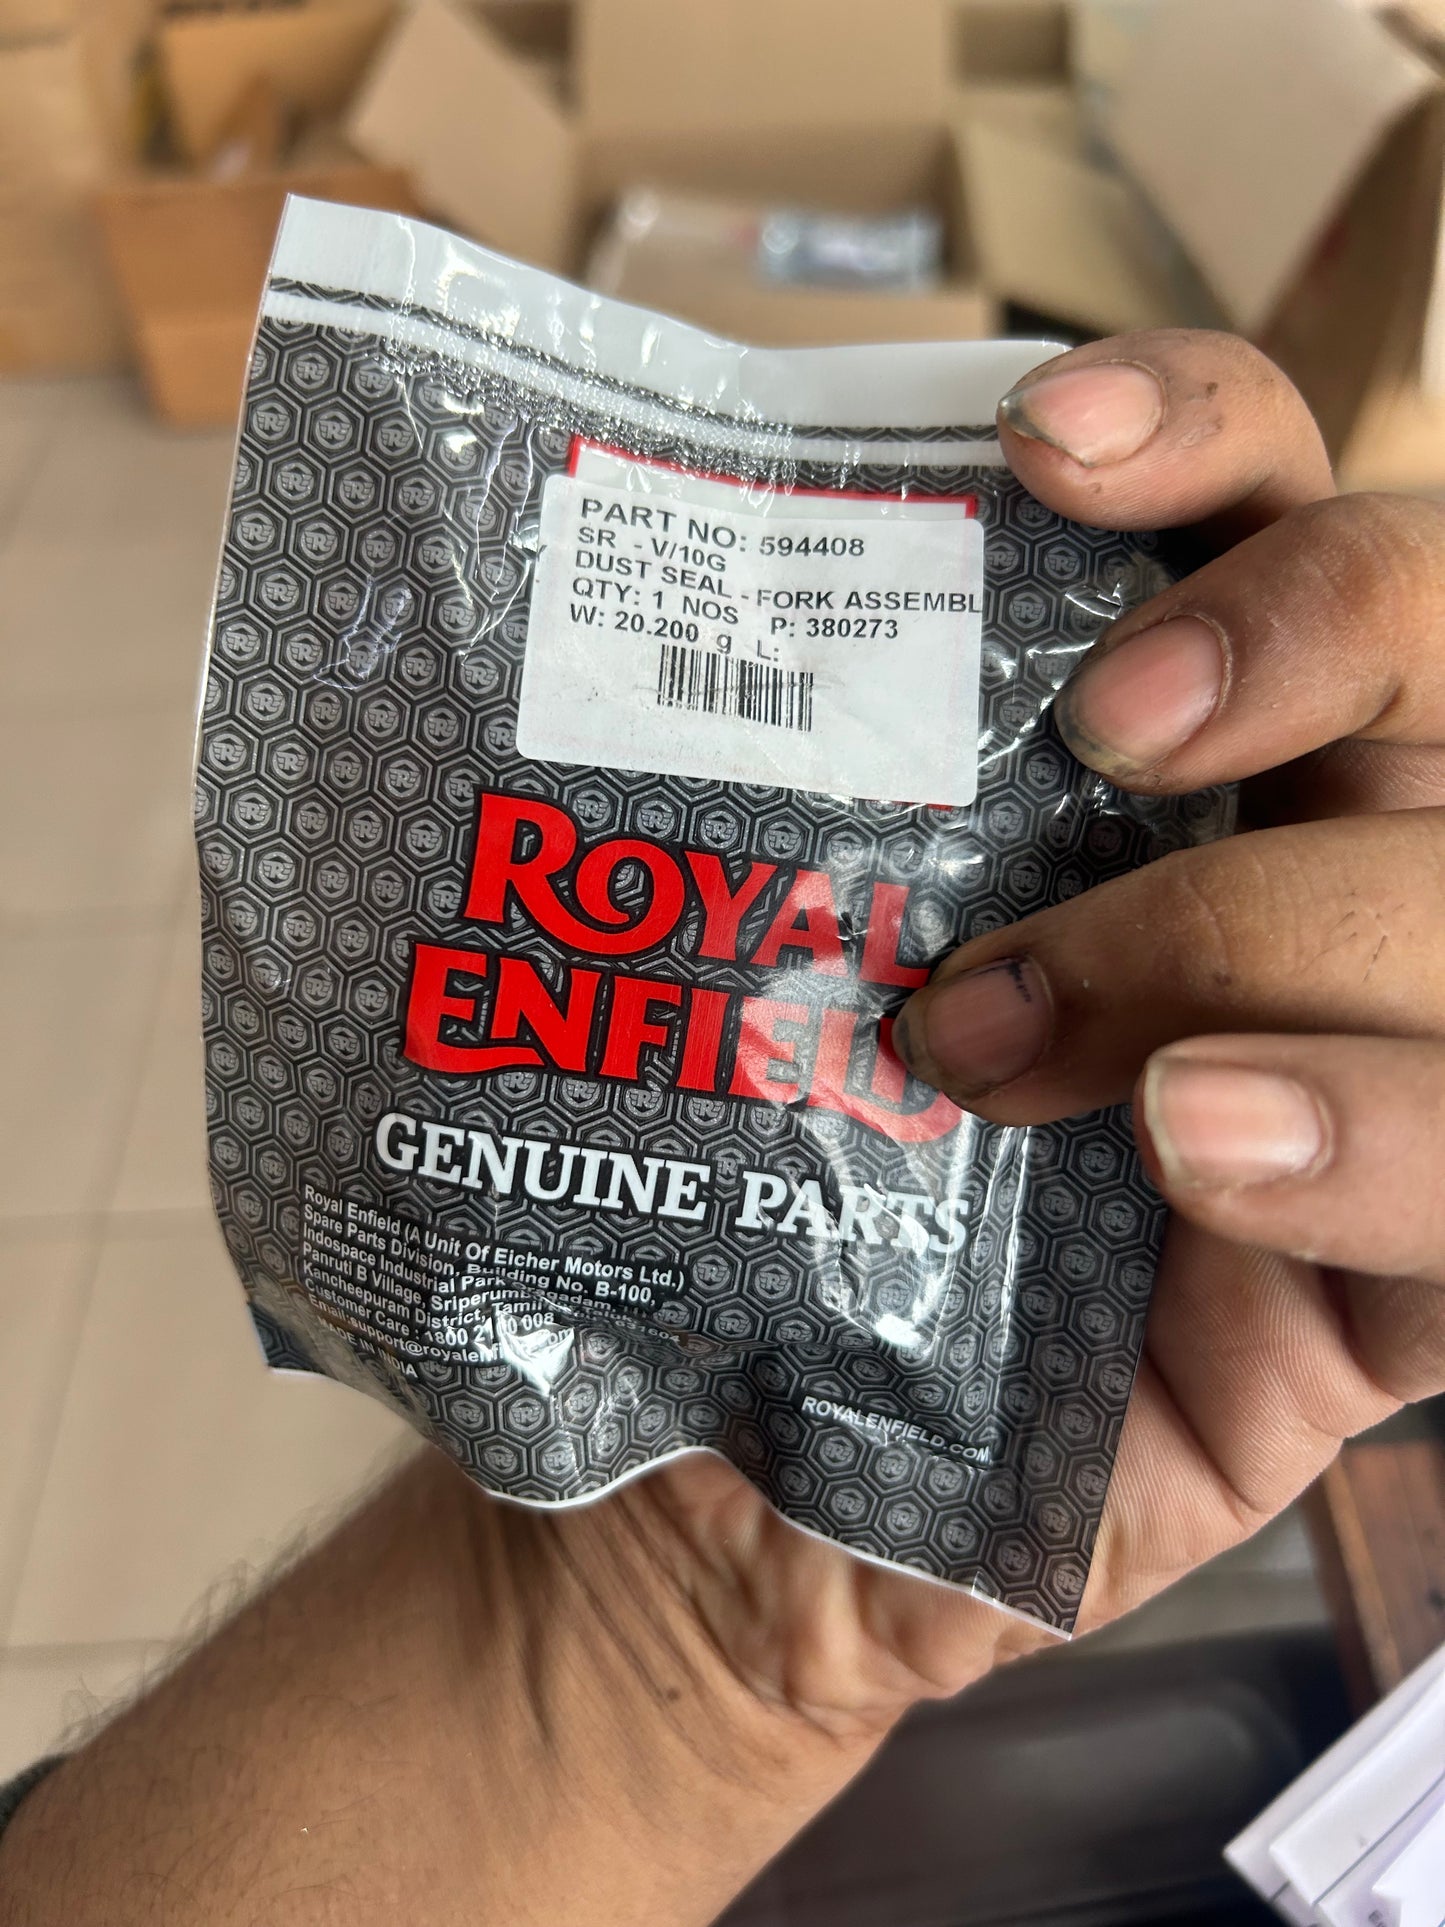 PART NO: 594408
SR - V/10G
DUST SEAL - FORK ASSEMBL
QTY: 1 NOS P: 380273
W: 20.200 g L:
ROYAL
ENFIELD
GENUINE PARTS
Royal Enfield (A Unit Of Eicher Motors Ltd.)
Spare Parts Division, Building No. B-100,
Indospace Industrial Park
Panruti B Village,
Kancheepuram District, Tamil
Customer Care : 1800
Email:support@royalenfield.com
MADE IN INDIA
ROYALENFIELD.COM